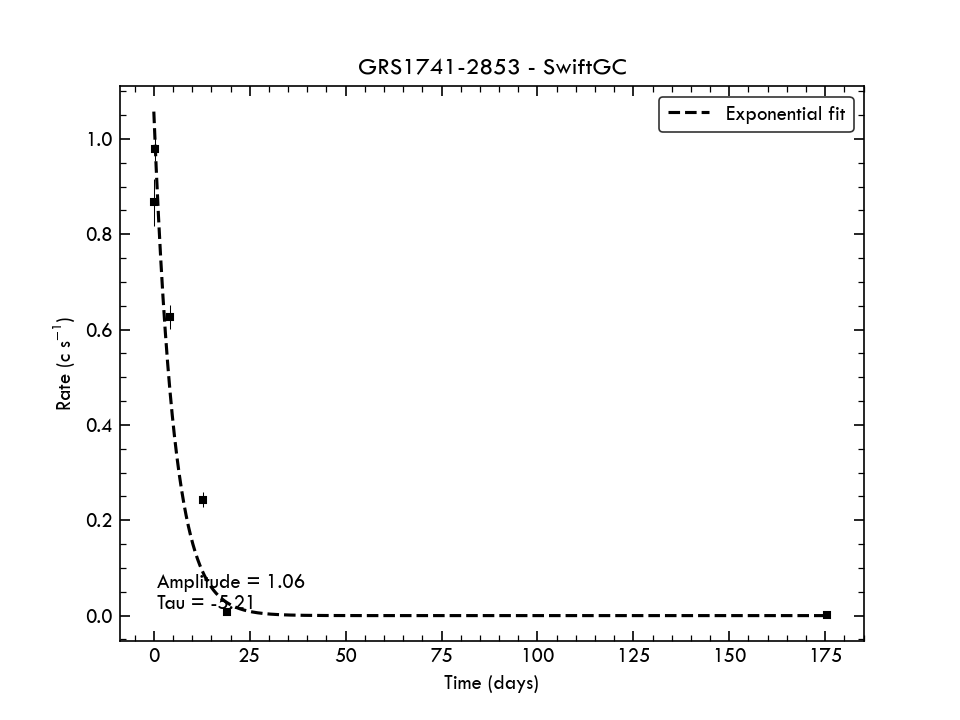 GRS1741-2853 - SwiftGC
Exponential fit
1.0
0.8
0.6
0.4
0.2
0.0
Rate (c s⁻¹)
Amplitude = 1.06
Tau = -5.21
0 25 50 75 100 125 150 175
Time (days)